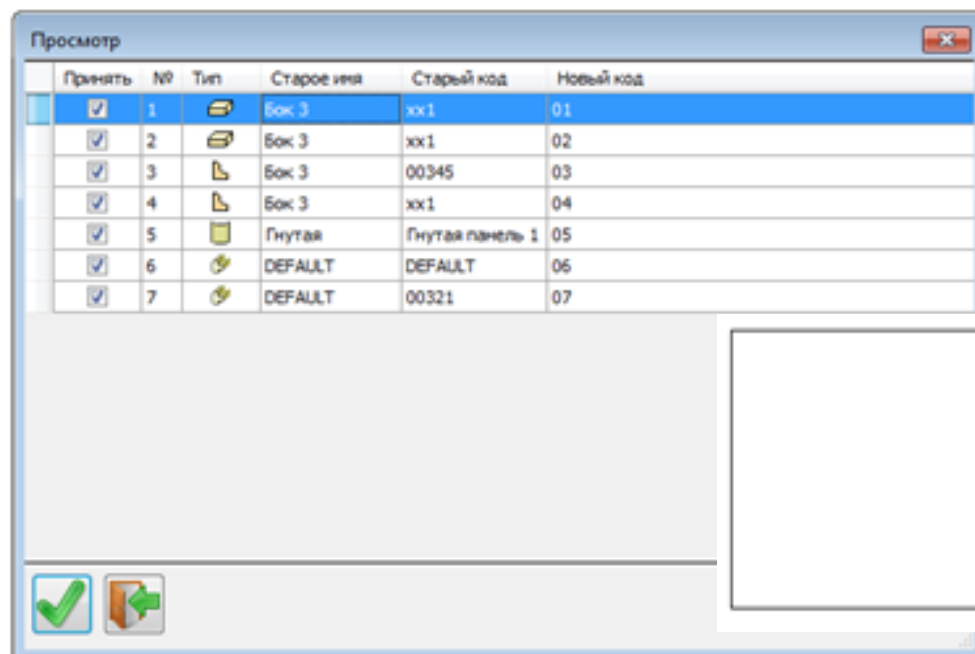 Просмотр
Принять № Тип Старое имя Старый код Новый код
1 Бок 3 xx1 01
2 Бок 3 xx1 02
3 Бок 3 00345 03
4 Бок 3 xx1 04
5 Гнутая Гнутая панель 1 05
6 DEFAULT DEFAULT 06
7 DEFAULT 00321 07